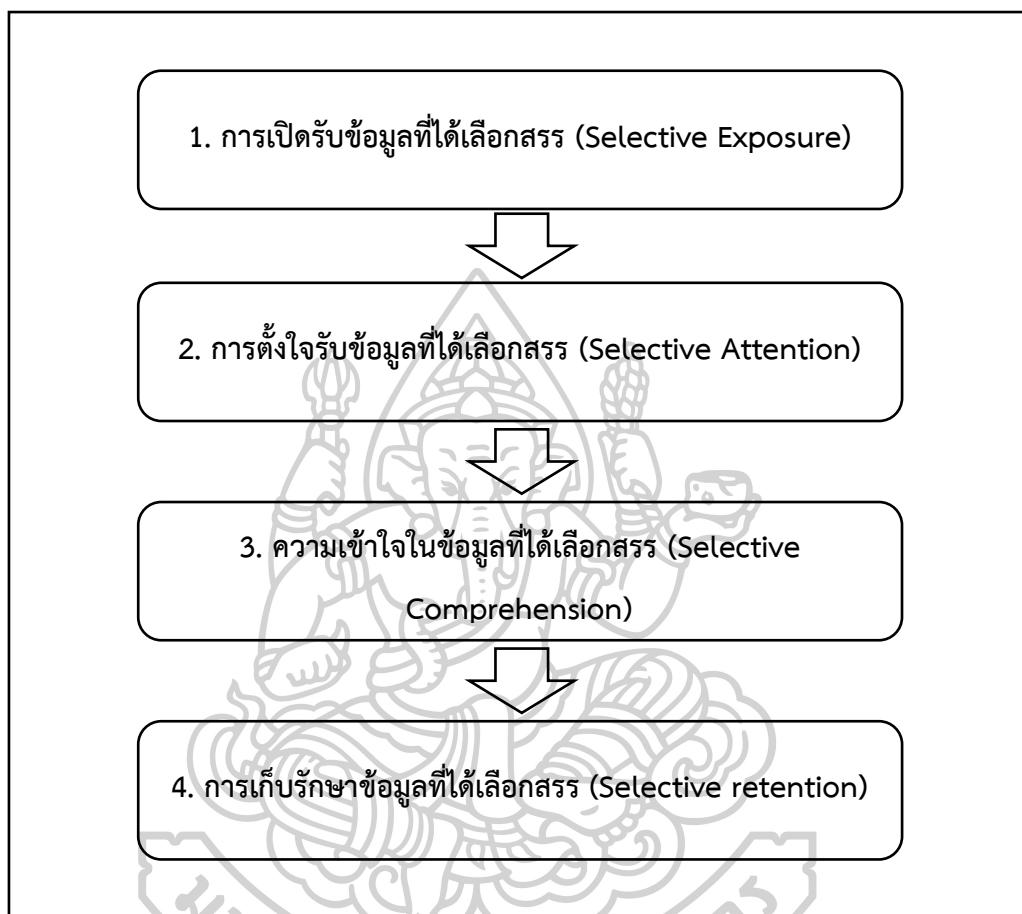 1. การเปิดรับข้อมูลที่ได้เลือกสรร (Selective Exposure)
2. การตั้งใจรับข้อมูลที่ได้เลือกสรร (Selective Attention)
3. ความเข้าใจในข้อมูลที่ได้เลือกสรร (Selective
Comprehension)
4. การเก็บรักษาข้อมูลที่ได้เลือกสรร (Selective retention)